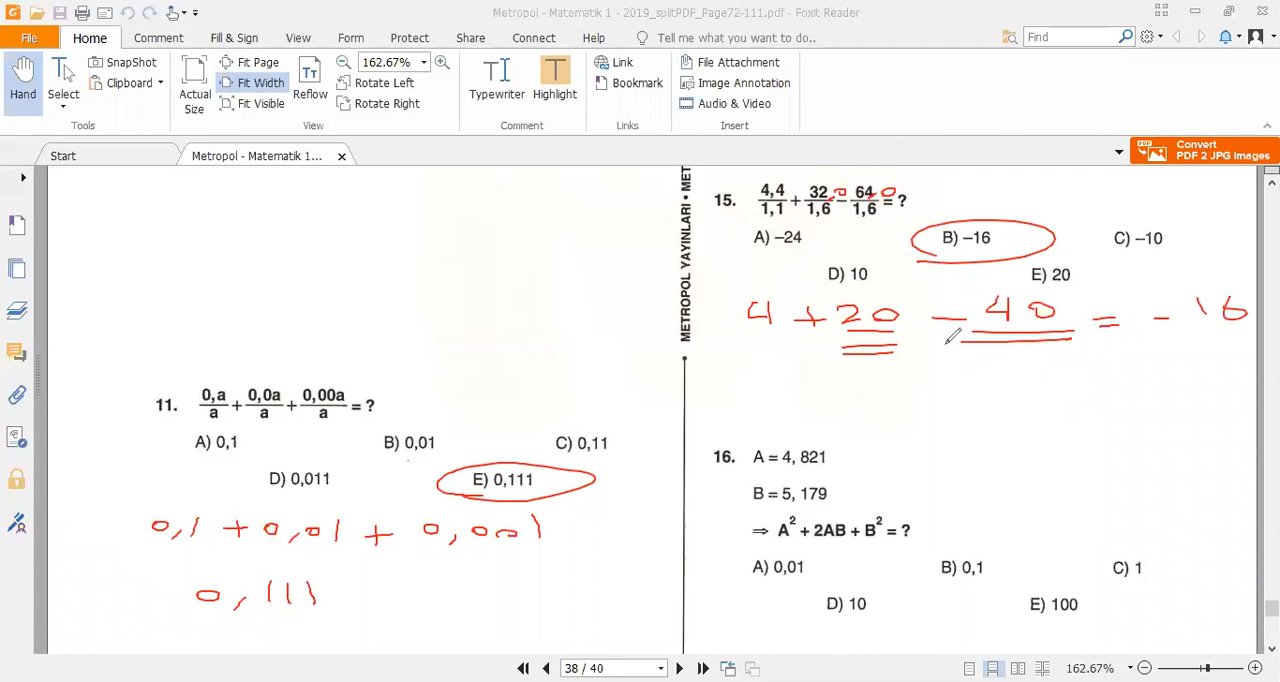 Metropol - Matematik 1 - 2019_splitPDF_Page72-111.pdf - Foxit Reader
File Home Comment Fill & Sign View Form Protect Share Connect Help Tell me what you want to do.. Find
Hand
Select
SnapShot
Clipboard
Tools
Actual Size
Fit Page
Fit Width
Fit Visible
Reflow
162.67%
Rotate Left
Rotate Right
View
Typewriter
Highlight
Comment
Link
Bookmark
Links
File Attachment
Image Annotation
Audio & Video
Insert
Start
Metropol - Matematik 1...
Convert
PDF 2 JPG Images
METROPOL YAYINLARI • MET
11. 0,a/a + 0,0a/a + 0,00a/a = ?
A) 0,1 B) 0,01 C) 0,11
D) 0,011 E) 0,111
0,1 + 0,01 + 0,001
0,111
15. 4,4/1,1 + 32/1,6 − 64/1,6 = ?
0 0
A) –24 B) –16 C) –10
D) 10 E) 20
4 + 20 − 40 = - 16
16. A = 4, 821
B = 5, 179
⇒ A² + 2AB + B² = ?
A) 0,01 B) 0,1 C) 1
D) 10 E) 100
38 / 40
162.67%